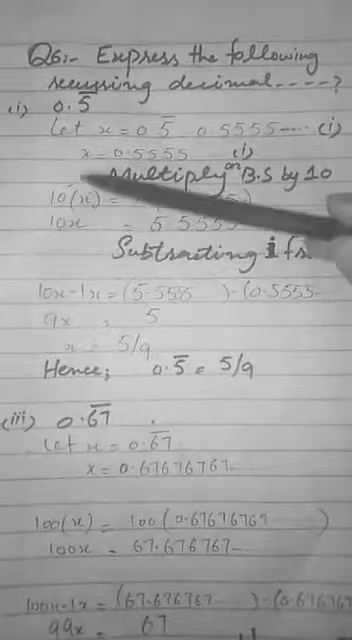 Q6:- Express the following
recurring decimal----?
(i) 0.5̅
Let x = 0.5̅ 0.5555---- (i)
x = 0.5555 (i)
Multiply on B.S by 10
10(x) =
10x = 5.5555
Subtracting i fr
10x-1x = (5.555 )-(0.5555
9x = 5
x = 5/9
Hence; 0.5̅ = 5/9
(iii) 0.6̅7̅
Let x = 0.6̅7̅
x = 0.67676767--
100(x) = 100(0.67676767 )
100x = 67.676767--
100x-1x = (67.676767 )-(0.676767
99x = 67